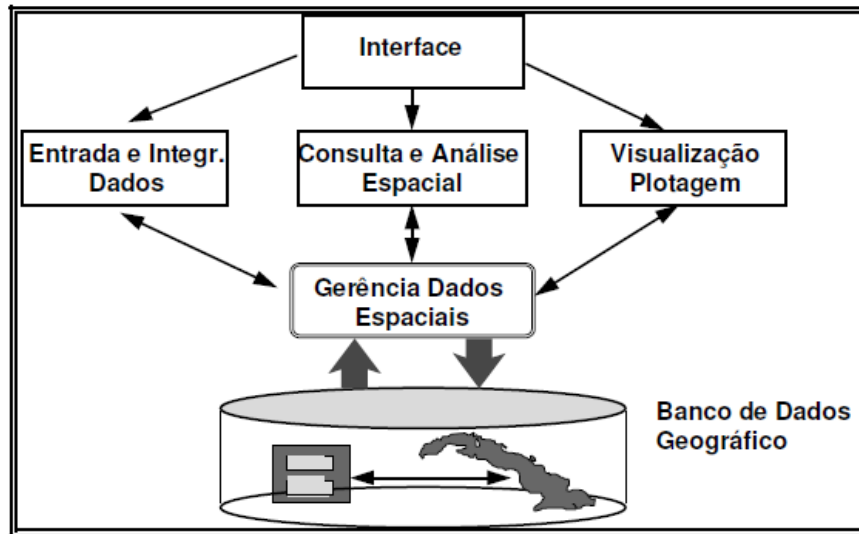 Interface
Entrada e Integr.
Dados
Consulta e Análise
Espacial
Visualização
Plotagem
Gerência Dados
Espaciais
Banco de Dados
Geográfico